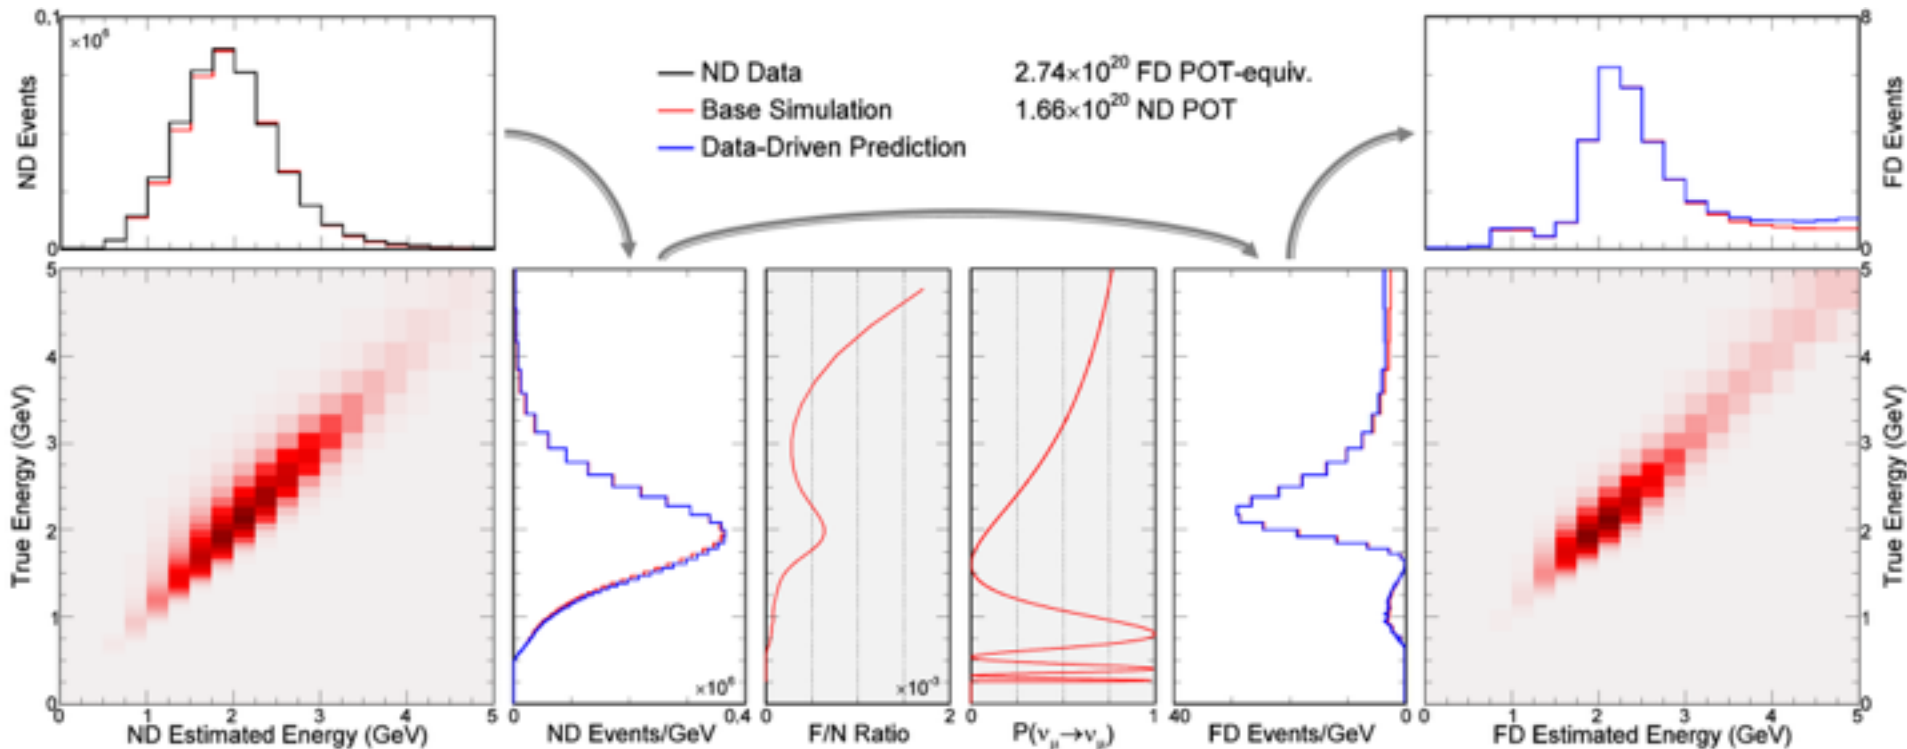 0.1
×10⁶
ND Events
0
ND Data
Base Simulation
Data-Driven Prediction
2.74×10²⁰ FD POT-equiv.
1.66×10²⁰ ND POT
8
FD Events
0
5
4
3
2
1
0
True Energy (GeV)
0 1 2 3 4 5
ND Estimated Energy (GeV)
×10⁶
0 0.4
ND Events/GeV
×10⁻³
0 2
F/N Ratio
0 1
P(νμ→νμ)
40 0
FD Events/GeV
5
4
3
2
1
0
True Energy (GeV)
1 2 3 4 5
FD Estimated Energy (GeV)